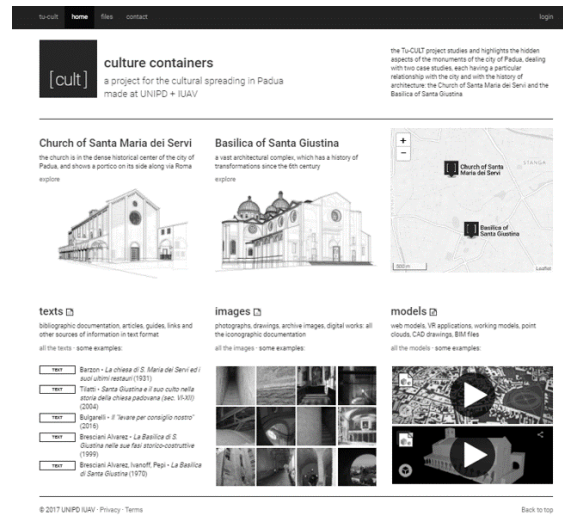 tu-cult home files contact login
[cult]
culture containers
a project for the cultural spreading in Padua
made at UNIPD + IUAV
the Tu-CULT project studies and highlights the hidden
aspects of the monuments of the city of Padua, dealing
with two case studies, each having a particular
relationship with the city and with the history of
architecture: the Church of Santa Maria dei Servi and the
Basilica of Santa Giustina
Church of Santa Maria dei Servi
the church is in the dense historical center of the city of
Padua, and shows a portico on its side along via Roma
explore
Basilica of Santa Giustina
a vast architectural complex, which has a history of
transformations since the 6th century
explore
+
−
STANGA
Church of Santa
Maria dei Servi
Basilica of
Santa Giustina
Leaflet
texts
bibliographic documentation, articles, guides, links and
other sources of information in text format
all the texts · some examples:
TEXT Barzon • La chiesa di S. Maria dei Servi ed i
suoi ultimi restauri (1931)
TEXT Tilatti • Santa Giustina e il suo culto nella
storia della chiesa padovana (sec. VI-XII)
(2004)
TEXT Bulgarelli • Il "levare per consiglio nostro"
(2016)
TEXT Bresciani Alvarez • La Basilica di S.
Giustina nelle sue fasi storico-costruttive
(1999)
TEXT Bresciani Alvarez, Ivanoff, Pepi • La Basilica
di Santa Giustina (1970)
images
photographs, drawings, archive images, digital works: all
the iconographic documentation
all the images · some examples:
models
web models, VR applications, working models, point
clouds, CAD drawings, BIM files
all the models · some examples:
© 2017 UNIPD IUAV · Privacy · Terms
Back to top